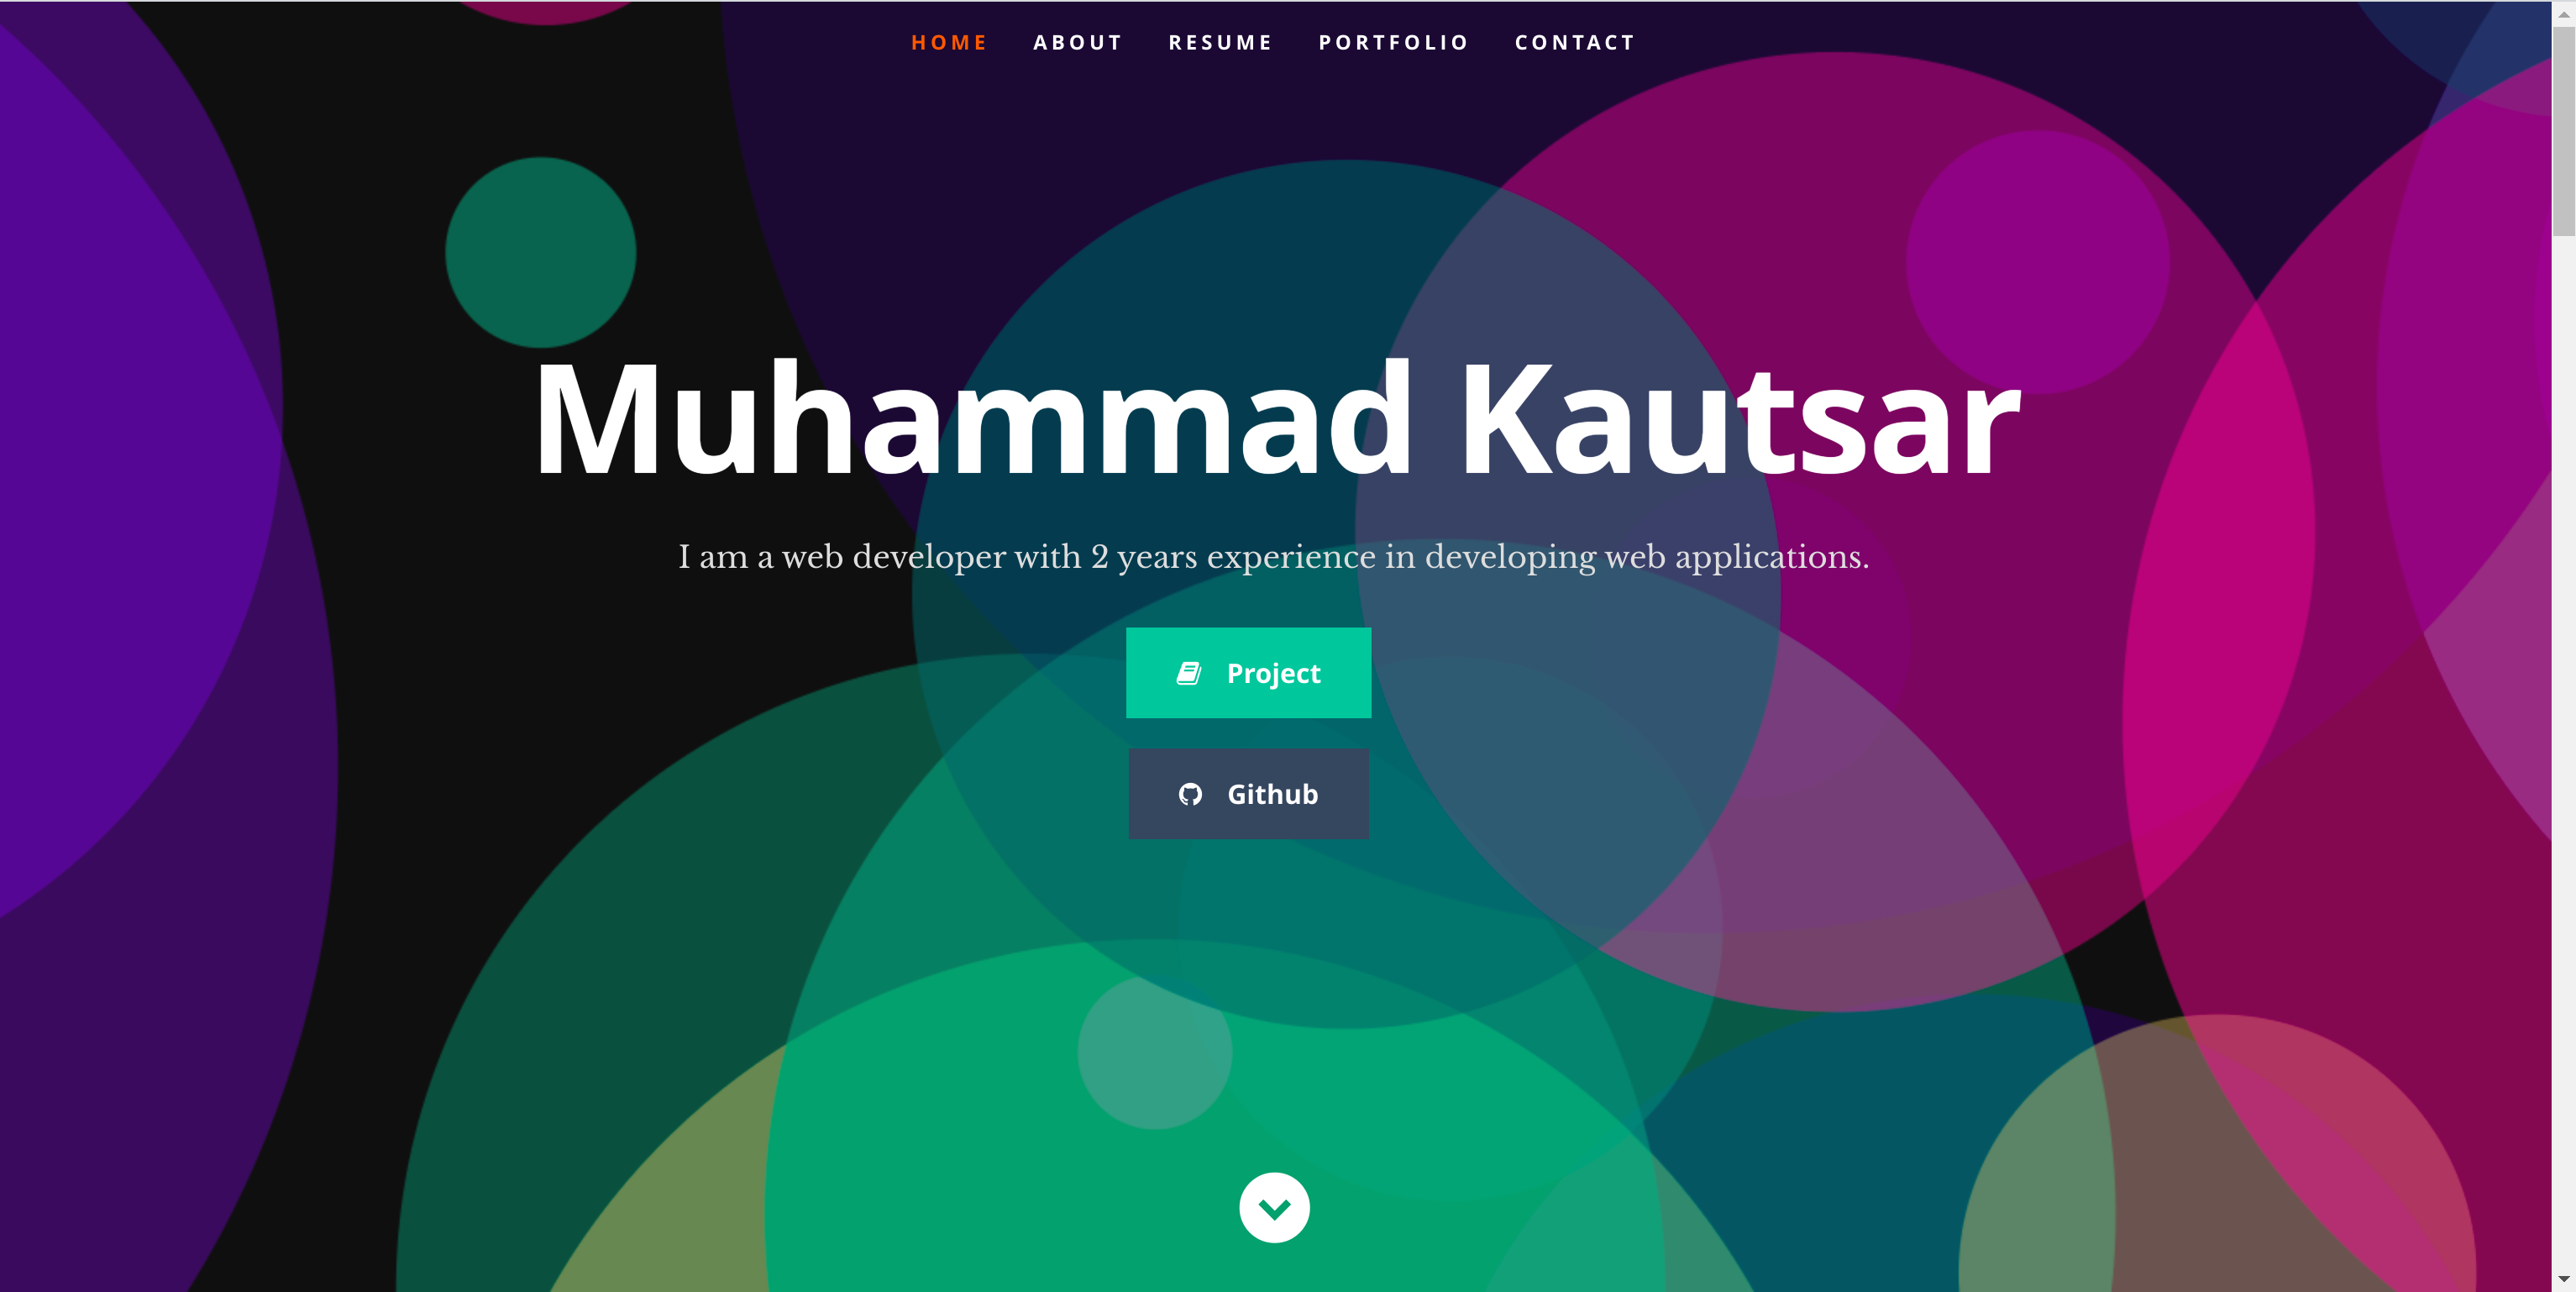 HOME ABOUT RESUME PORTFOLIO CONTACT
Muhammad Kautsar
I am a web developer with 2 years experience in developing web applications.
Project
Github